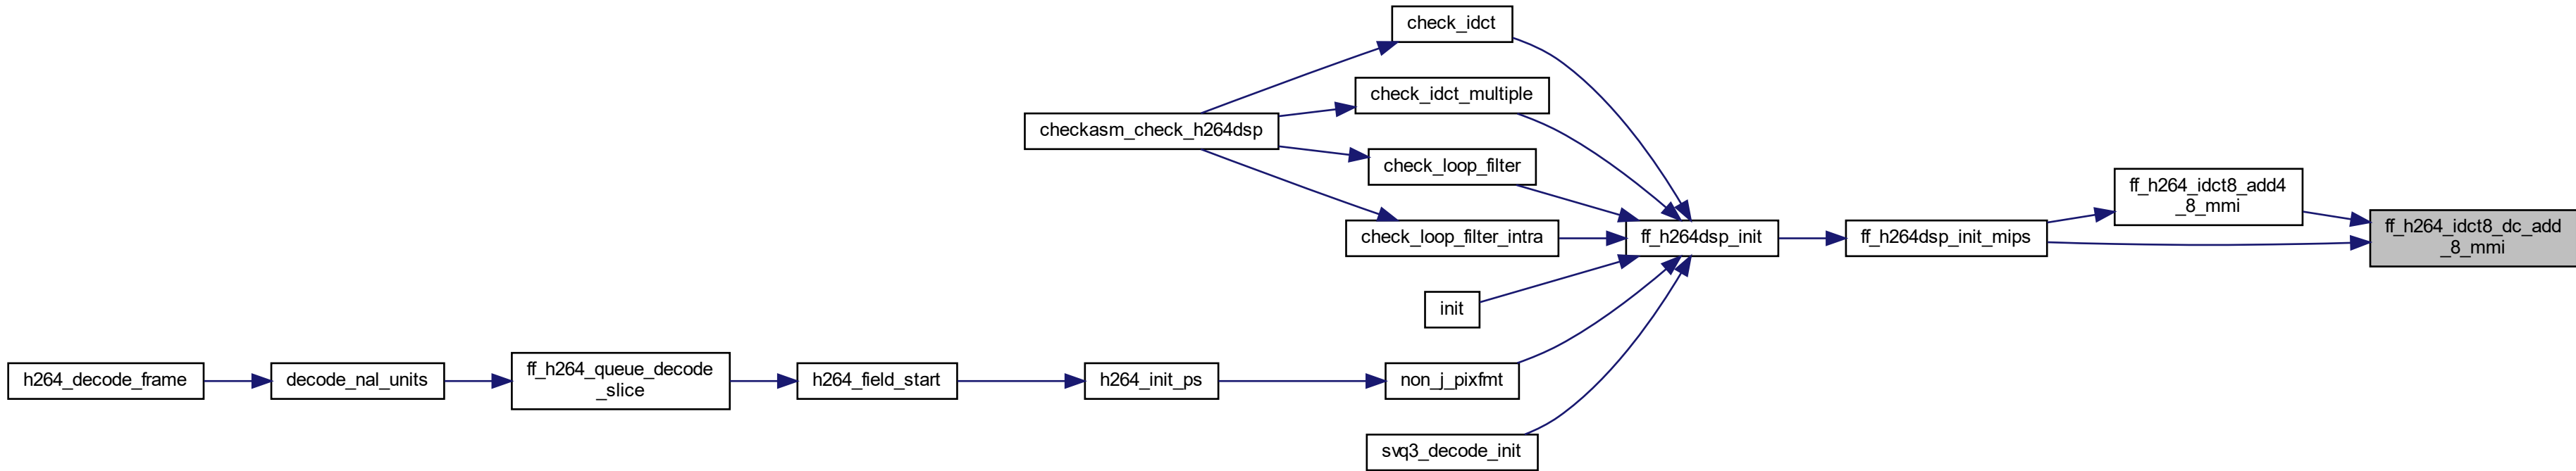 check_idct
check_idct_multiple
checkasm_check_h264dsp
check_loop_filter
ff_h264_idct8_add4
_8_mmi
ff_h264_idct8_dc_add
_8_mmi
check_loop_filter_intra
ff_h264dsp_init
ff_h264dsp_init_mips
init
h264_decode_frame
decode_nal_units
ff_h264_queue_decode
_slice
h264_field_start
h264_init_ps
non_j_pixfmt
svq3_decode_init